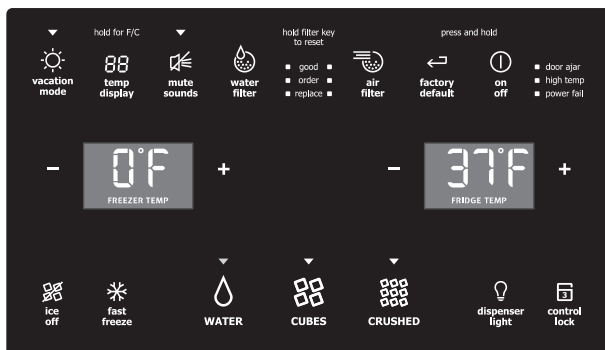 hold for F/C
hold filter key
to reset
press and hold
88
vacation
mode
temp
display
mute
sounds
water
filter
good
order
replace
air
filter
factory
default
on
off
door ajar
high temp
power fail
− 0°F +
FREEZER TEMP
− 37°F +
FRIDGE TEMP
ice
off
fast
freeze
WATER
CUBES
CRUSHED
dispenser
light
3
control
lock